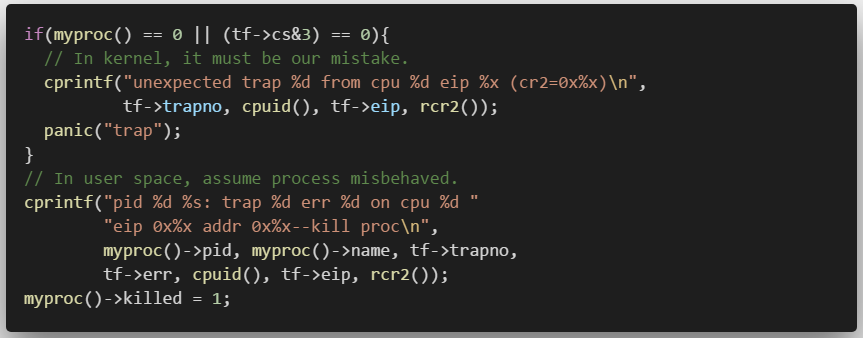 if(myproc() == 0 || (tf->cs&3) == 0){
  // In kernel, it must be our mistake.
  cprintf("unexpected trap %d from cpu %d eip %x (cr2=0x%x)\n",
          tf->trapno, cpuid(), tf->eip, rcr2());
  panic("trap");
}
// In user space, assume process misbehaved.
cprintf("pid %d %s: trap %d err %d on cpu %d "
        "eip 0x%x addr 0x%x--kill proc\n",
        myproc()->pid, myproc()->name, tf->trapno,
        tf->err, cpuid(), tf->eip, rcr2());
myproc()->killed = 1;